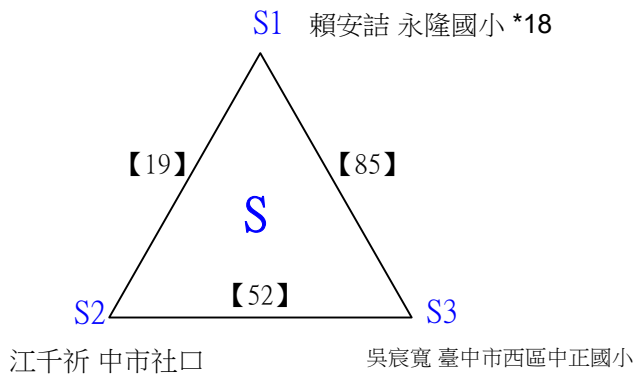 S1 賴安詰 永隆國小 *18
【19】 【85】
S
【52】
S2 S3
江千祈 中市社口 吳宸寬 臺中市西區中正國小